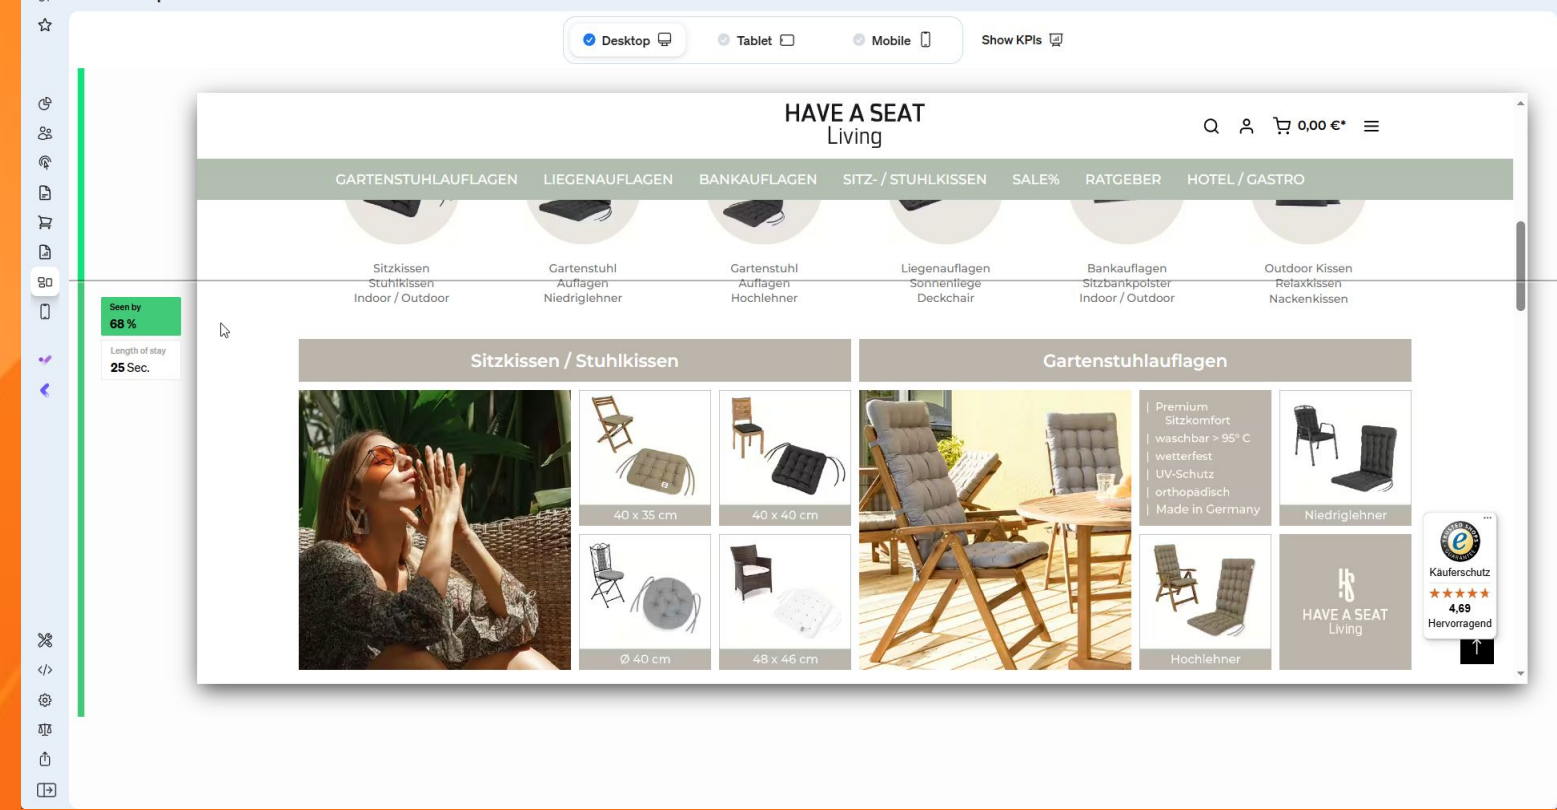 Desktop
Tablet
Mobile
Show KPIs
HAVE A SEAT
Living
0,00 €*
GARTENSTUHLAUFLAGEN
LIEGENAUFLAGEN
BANKAUFLAGEN
SITZ- / STUHLKISSEN
SALE%
RATGEBER
HOTEL / GASTRO
Sitzkissen
Stuhlkissen
Indoor / Outdoor
Gartenstuhl
Auflagen
Niedriglehner
Gartenstuhl
Auflagen
Hochlehner
Liegenauflagen
Sonnenliege
Deckchair
Bankauflagen
Sitzbankpolster
Indoor / Outdoor
Outdoor Kissen
Relaxkissen
Nackenkissen
Seen by
68 %
Length of stay
25 Sec.
Sitzkissen / Stuhlkissen
Gartenstuhlauflagen
40 x 35 cm
40 x 40 cm
Ø 40 cm
48 x 46 cm
| Premium
Sitzkomfort
| waschbar > 95° C
| wetterfest
| UV-Schutz
| orthopädisch
| Made in Germany
Niedriglehner
Hochlehner
HAVE A SEAT
Living
TRUSTED SHOPS
GUARANTEE
e
Käuferschutz
4,69
Hervorragend